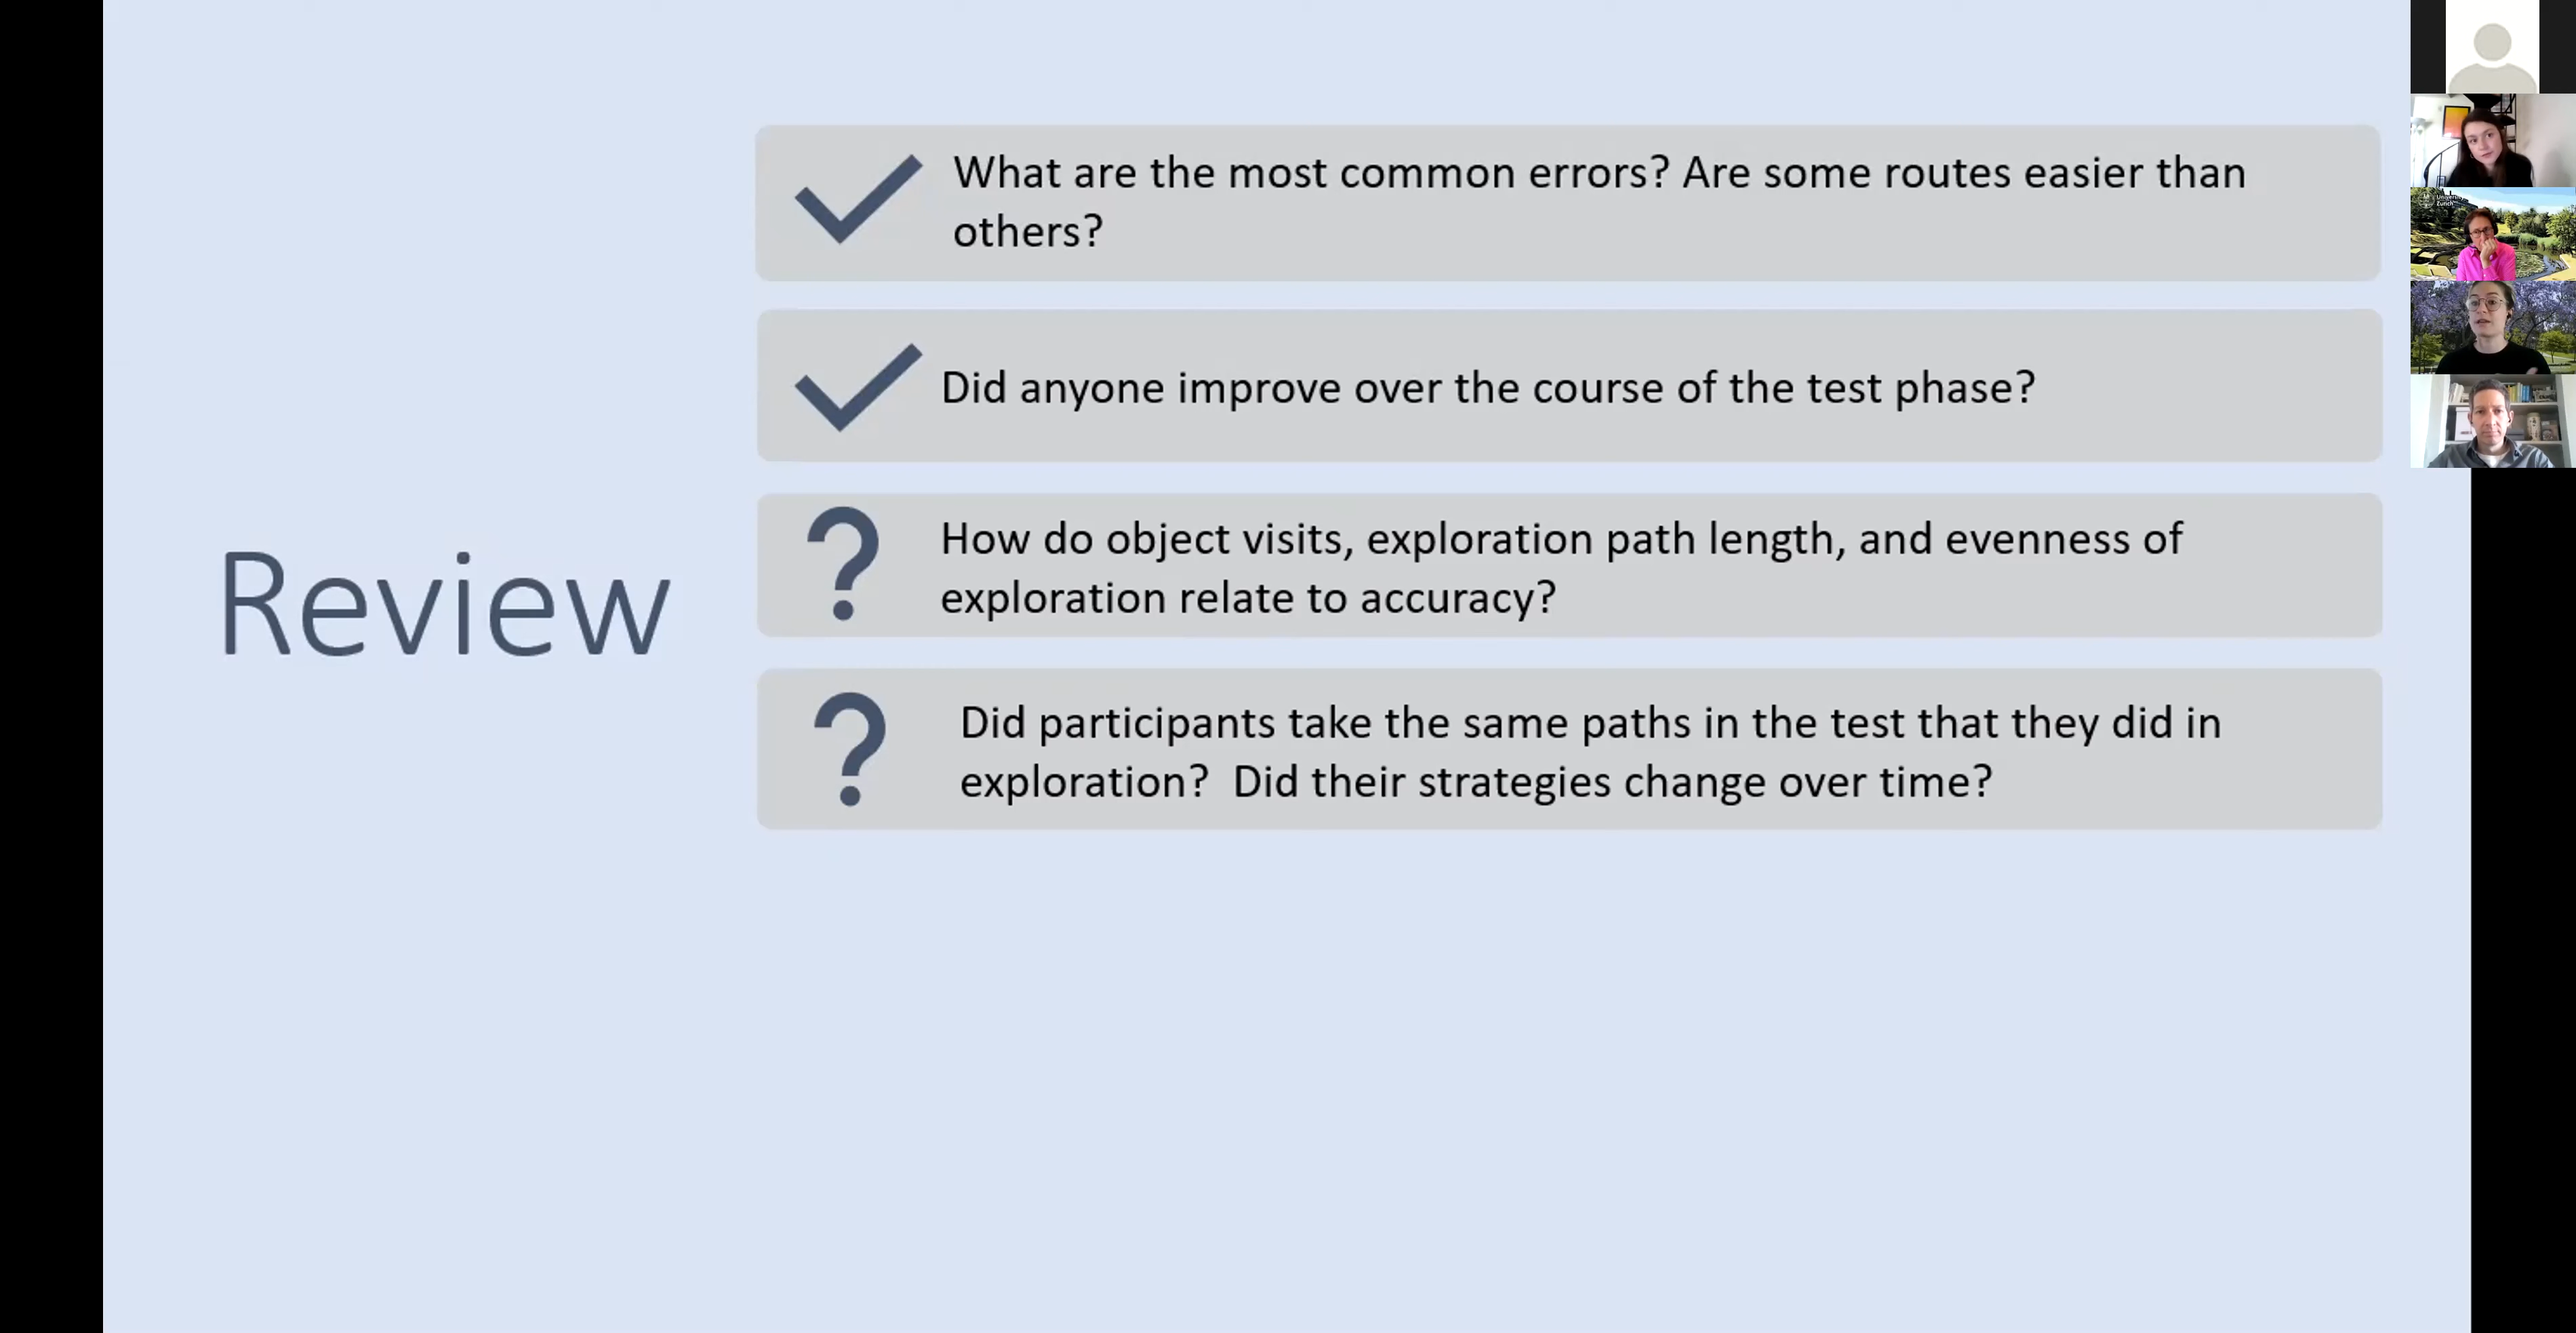 Review
What are the most common errors? Are some routes easier than
others?
Did anyone improve over the course of the test phase?
How do object visits, exploration path length, and evenness of
exploration relate to accuracy?
Did participants take the same paths in the test that they did in
exploration?  Did their strategies change over time?